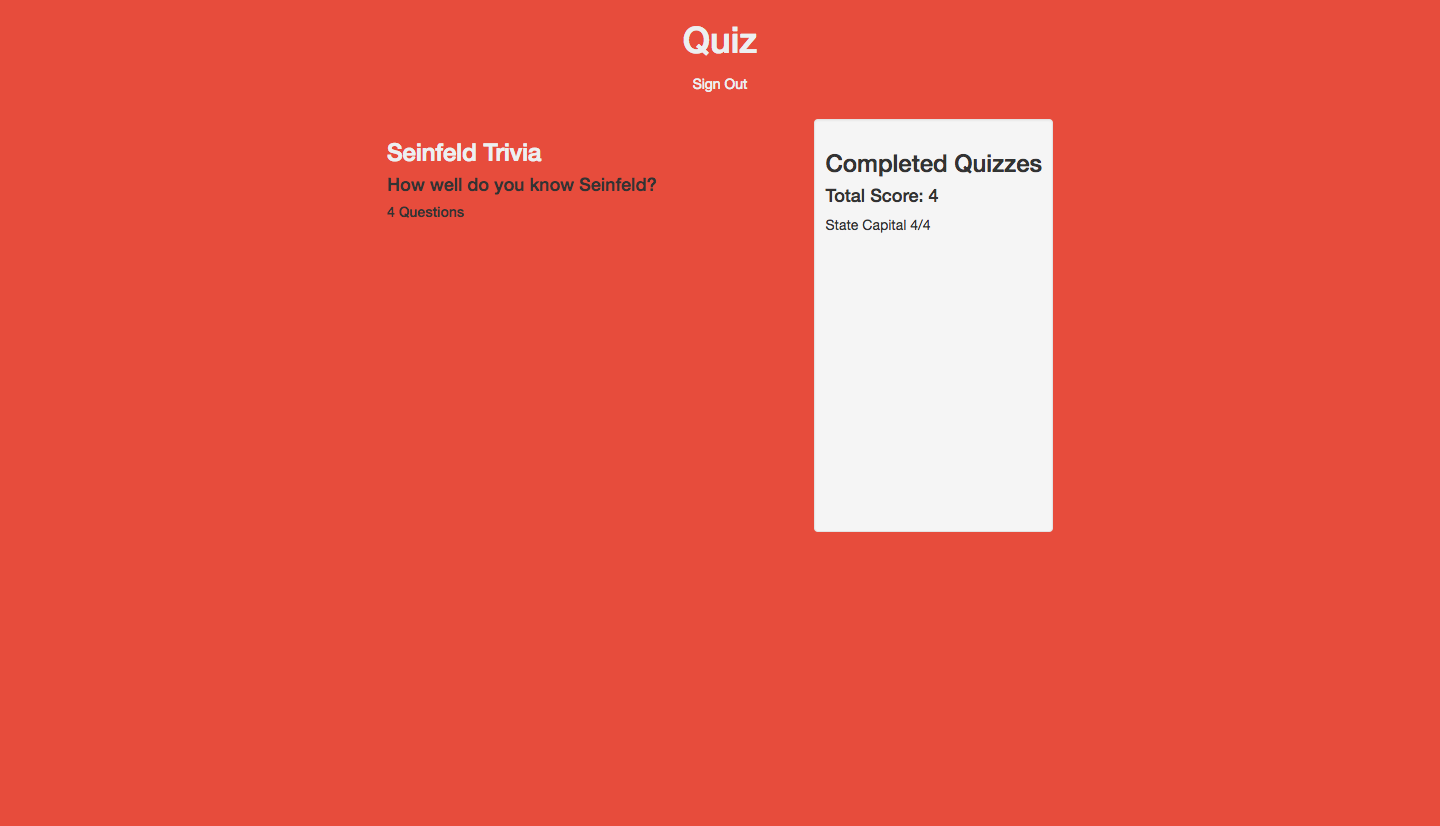 Quiz
Sign Out
Seinfeld Trivia
How well do you know Seinfeld?
4 Questions
Completed Quizzes
Total Score: 4
State Capital 4/4